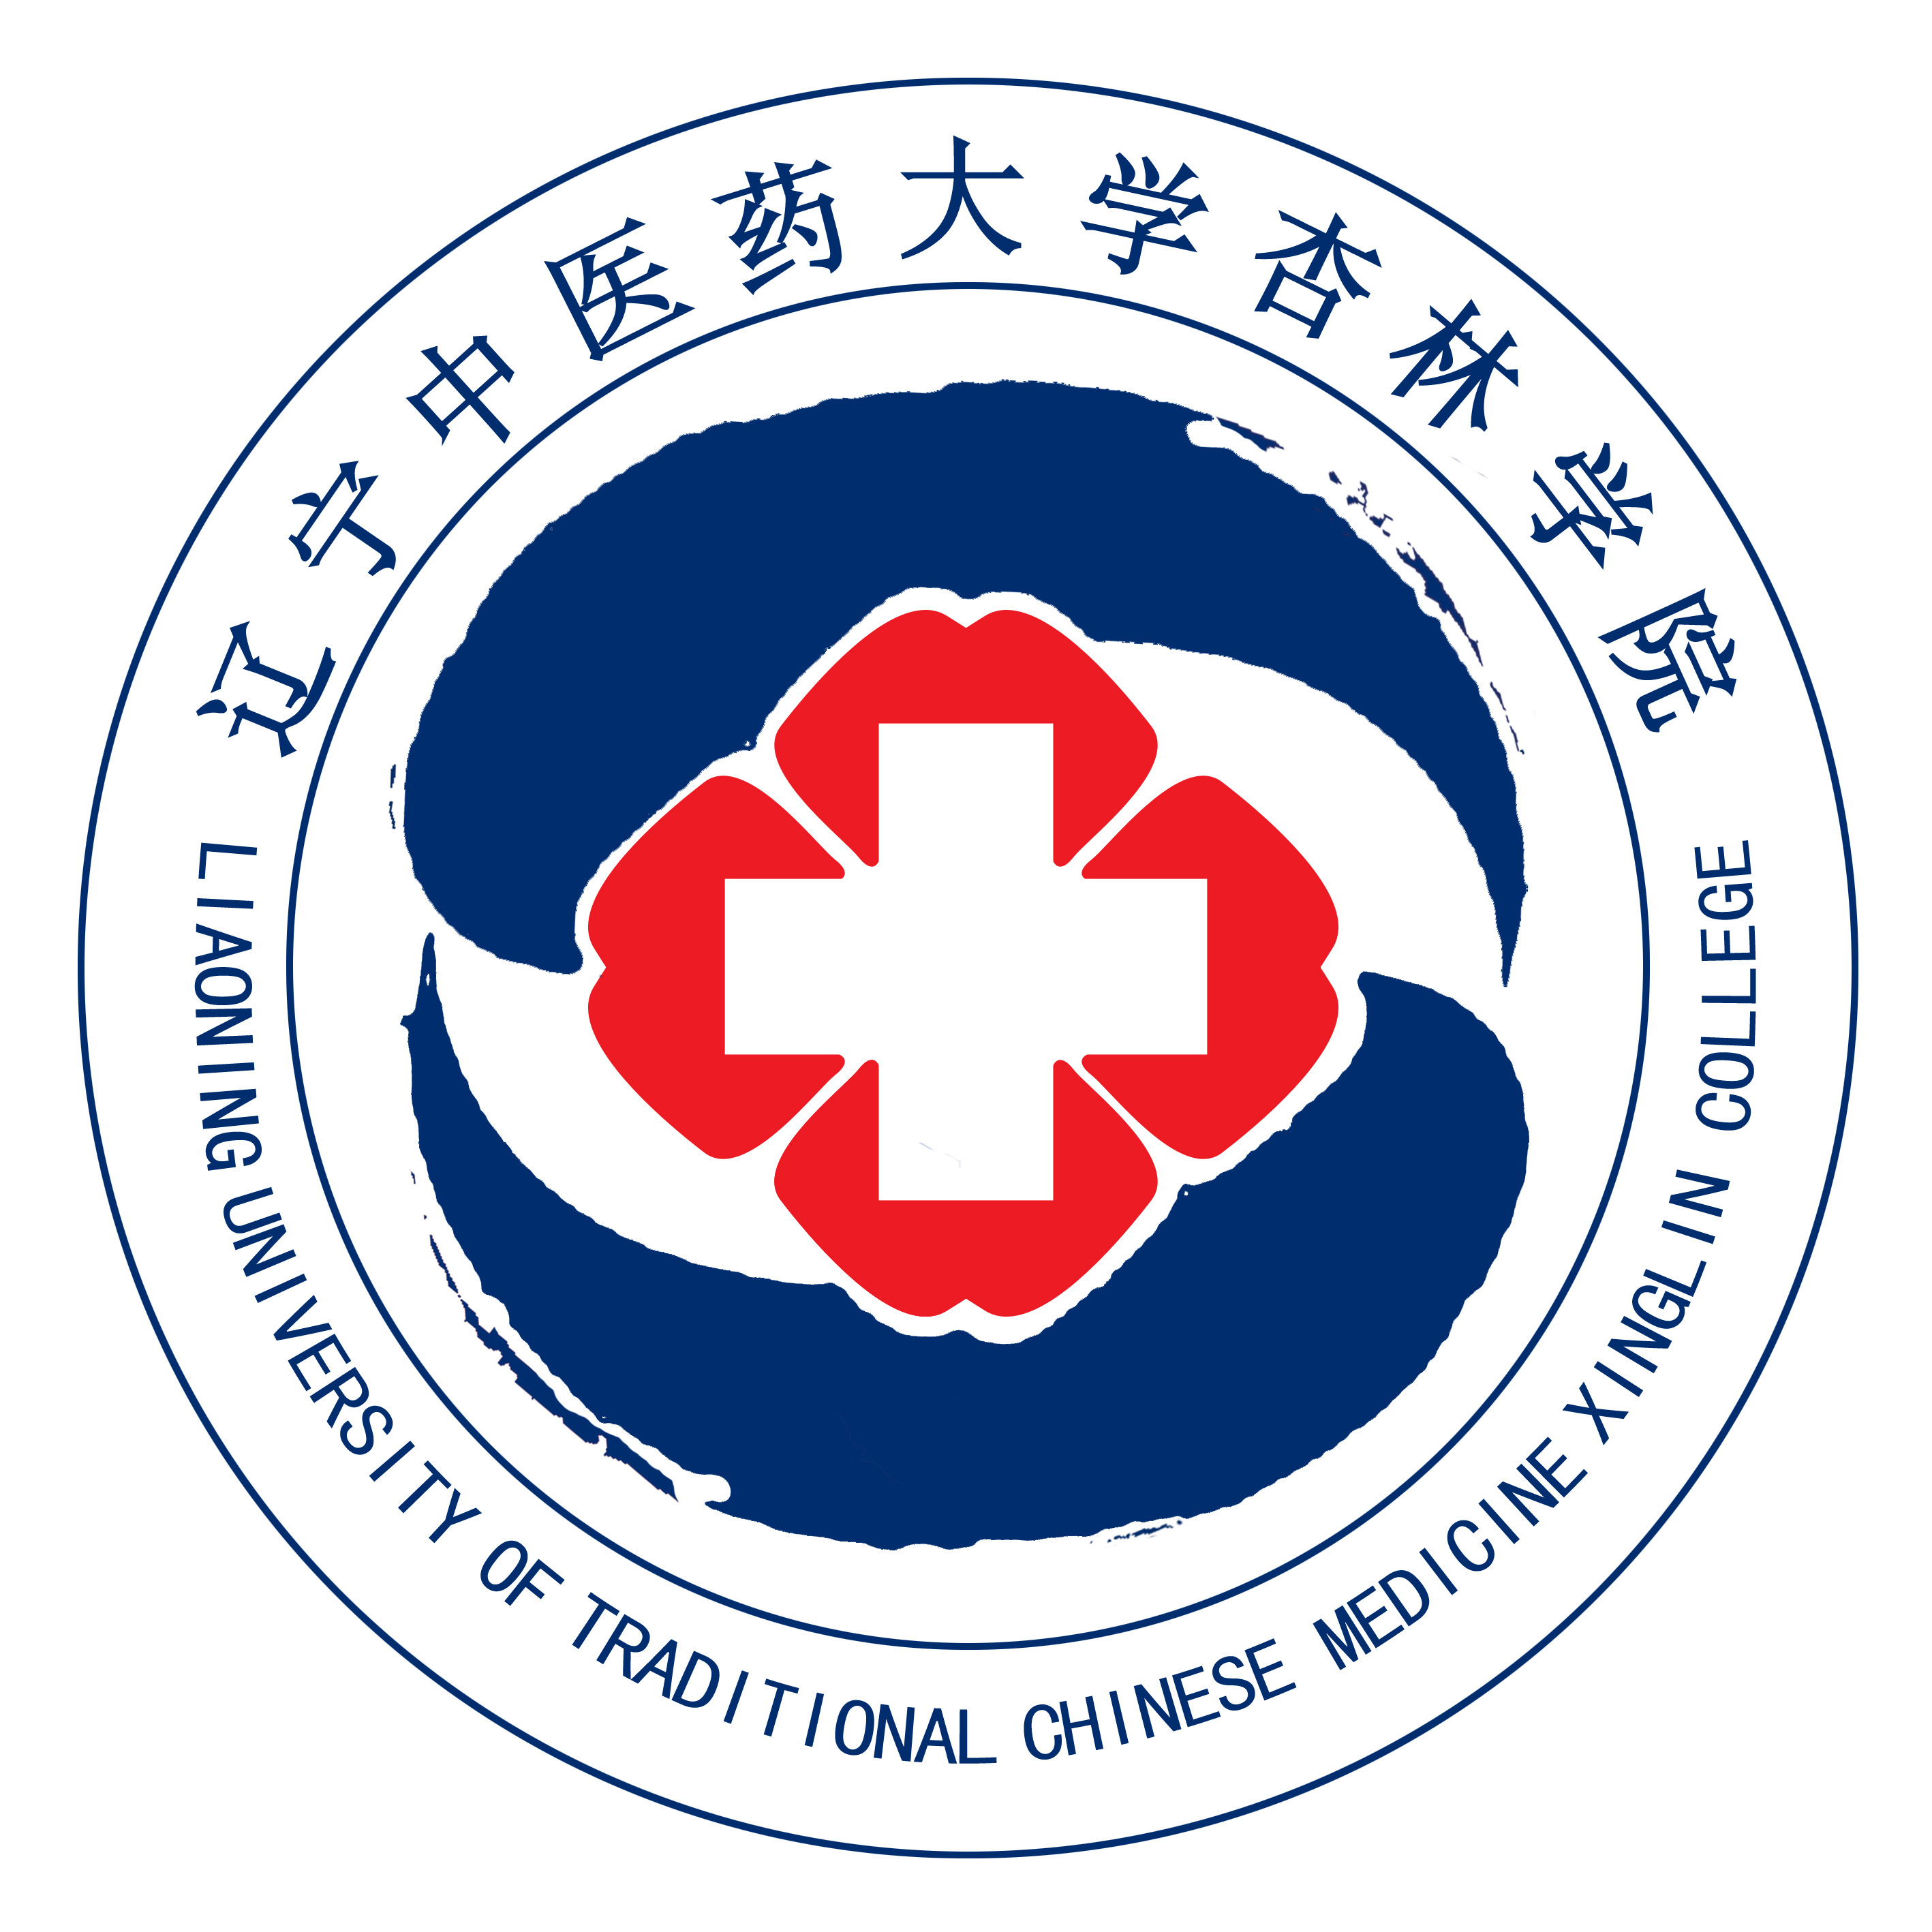 辽宁中医药大学杏林学院
LIAONING UNIVERSITY OF TRADITIONAL CHINESE MEDICINE XINGLIN COLLEGE